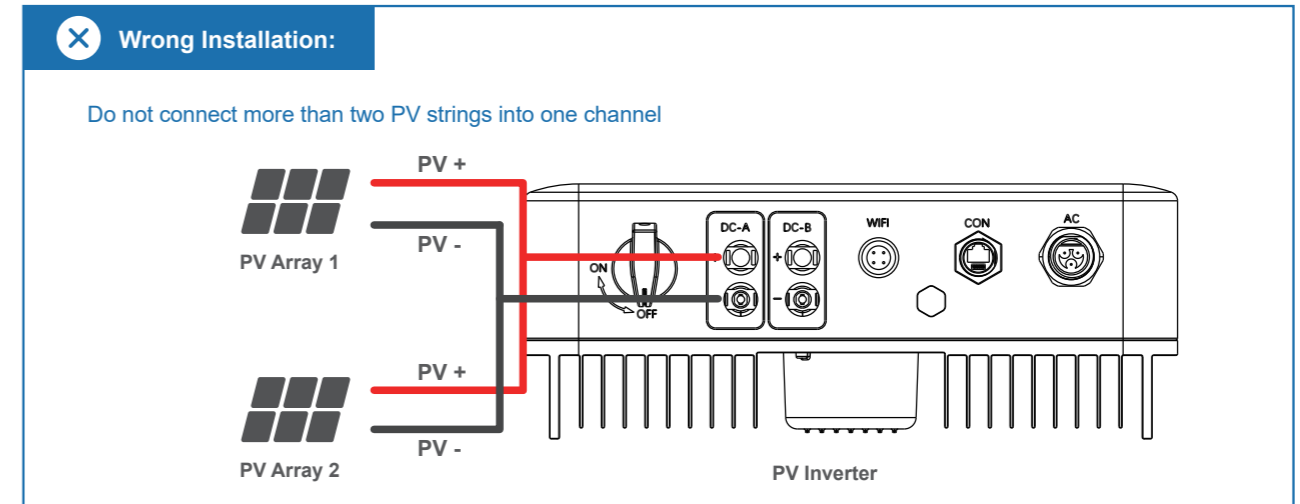 Wrong Installation:
Do not connect more than two PV strings into one channel
PV +
PV -
PV Array 1
DC-A
DC-B
WIFI
CON
AC
ON
OFF
+
-
PV +
PV -
PV Array 2
PV Inverter